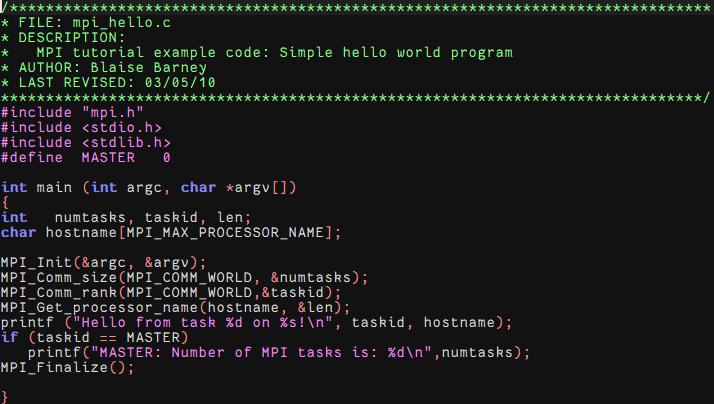 /******************************************************************************
* FILE: mpi_hello.c
* DESCRIPTION:
*   MPI tutorial example code: Simple hello world program
* AUTHOR: Blaise Barney
* LAST REVISED: 03/05/10
******************************************************************************/
#include "mpi.h"
#include <stdio.h>
#include <stdlib.h>
#define  MASTER   0
int main (int argc, char *argv[])
{
int   numtasks, taskid, len;
char hostname[MPI_MAX_PROCESSOR_NAME];
MPI_Init(&argc, &argv);
MPI_Comm_size(MPI_COMM_WORLD, &numtasks);
MPI_Comm_rank(MPI_COMM_WORLD,&taskid);
MPI_Get_processor_name(hostname, &len);
printf ("Hello from task %d on %s!\n", taskid, hostname);
if (taskid == MASTER)
   printf("MASTER: Number of MPI tasks is: %d\n",numtasks);
MPI_Finalize();
}